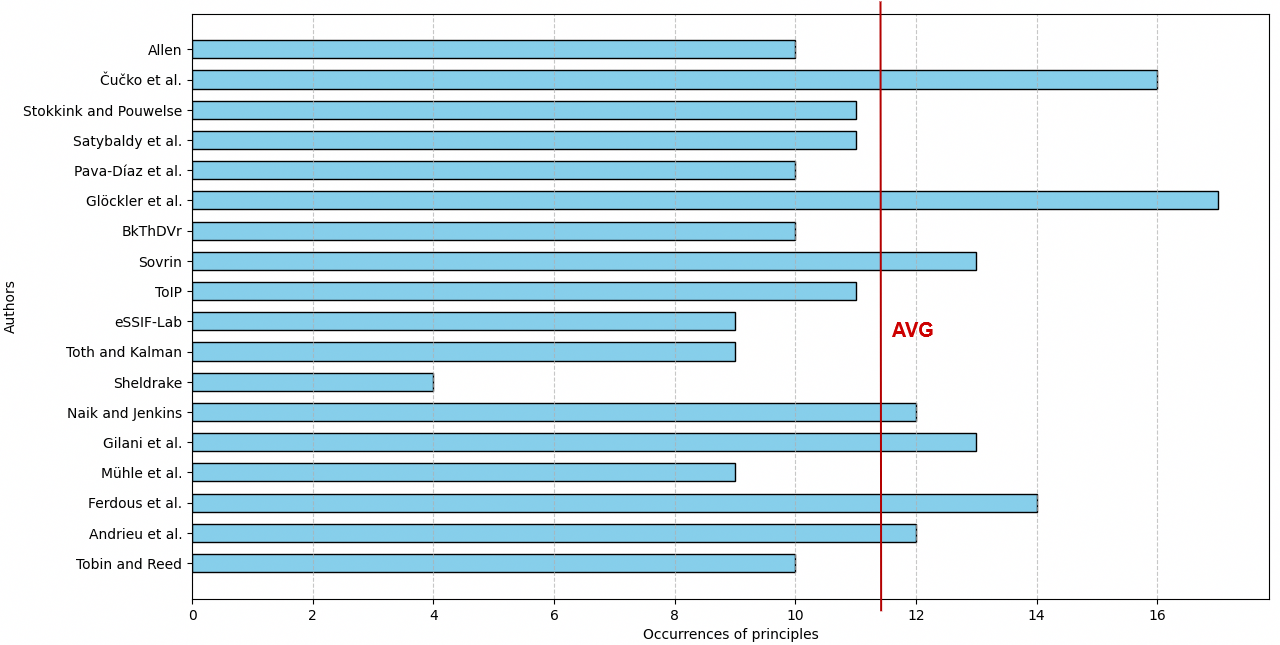 Allen
Čučko et al.
Stokkink and Pouwelse
Satybaldy et al.
Pava-Díaz et al.
Glöckler et al.
BkThDVr
Sovrin
ToIP
eSSIF-Lab
Toth and Kalman
Sheldrake
Naik and Jenkins
Gilani et al.
Mühle et al.
Ferdous et al.
Andrieu et al.
Tobin and Reed
Authors
AVG
0 2 4 6 8 10 12 14 16
Occurrences of principles